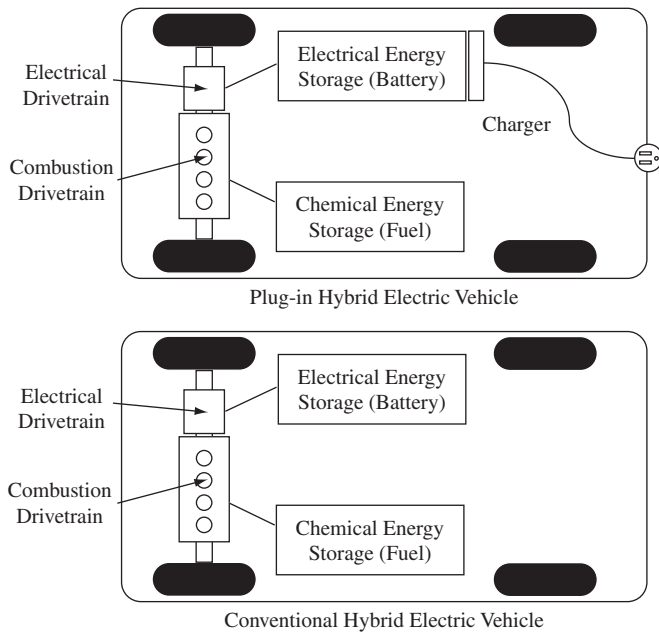 Electrical
Drivetrain
Electrical Energy
Storage (Battery)
Charger
Combustion
Drivetrain
Chemical Energy
Storage (Fuel)
Plug-in Hybrid Electric Vehicle
Electrical
Drivetrain
Electrical Energy
Storage (Battery)
Combustion
Drivetrain
Chemical Energy
Storage (Fuel)
Conventional Hybrid Electric Vehicle